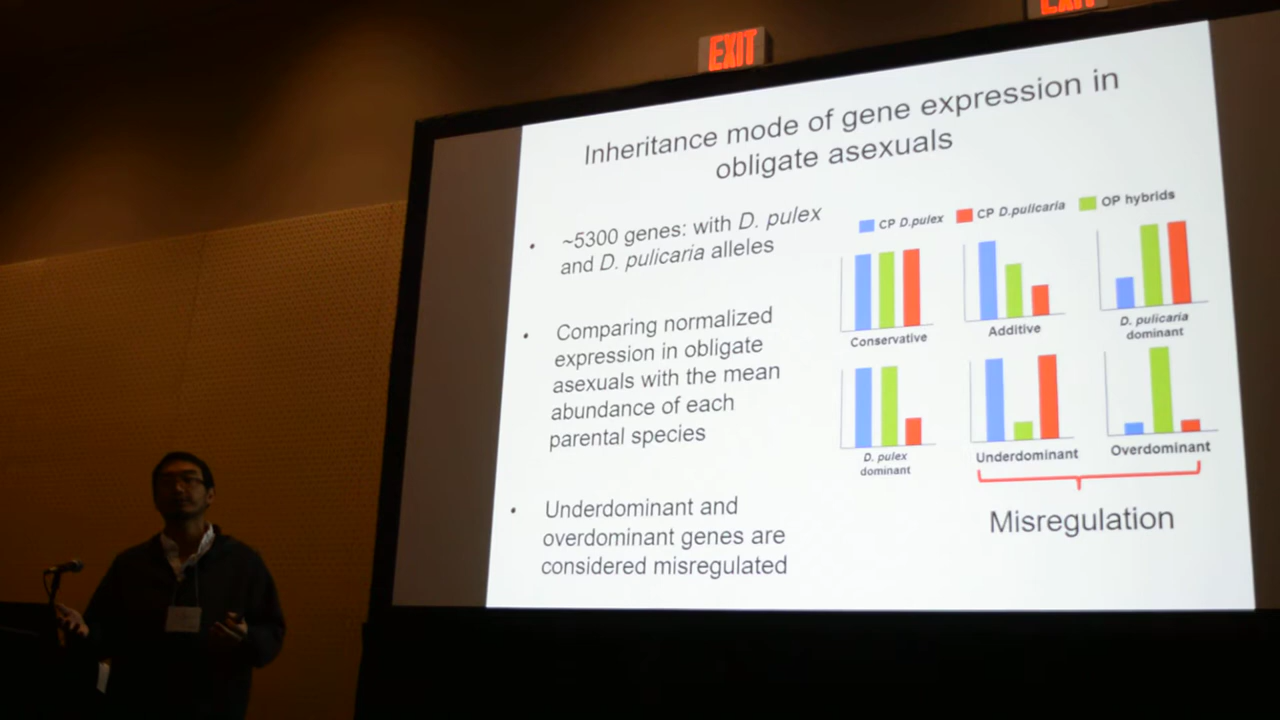 EXIT
EXIT
Inheritance mode of gene expression in
obligate asexuals
• ~5300 genes: with D. pulex
and D. pulicaria alleles
• Comparing normalized
expression in obligate
asexuals with the mean
abundance of each
parental species
• Underdominant and
overdominant genes are
considered misregulated
CP D.pulex CP D.pulicaria OP hybrids
Conservative
Additive
D. pulicaria
dominant
D. pulex
dominant
Underdominant
Overdominant
Misregulation